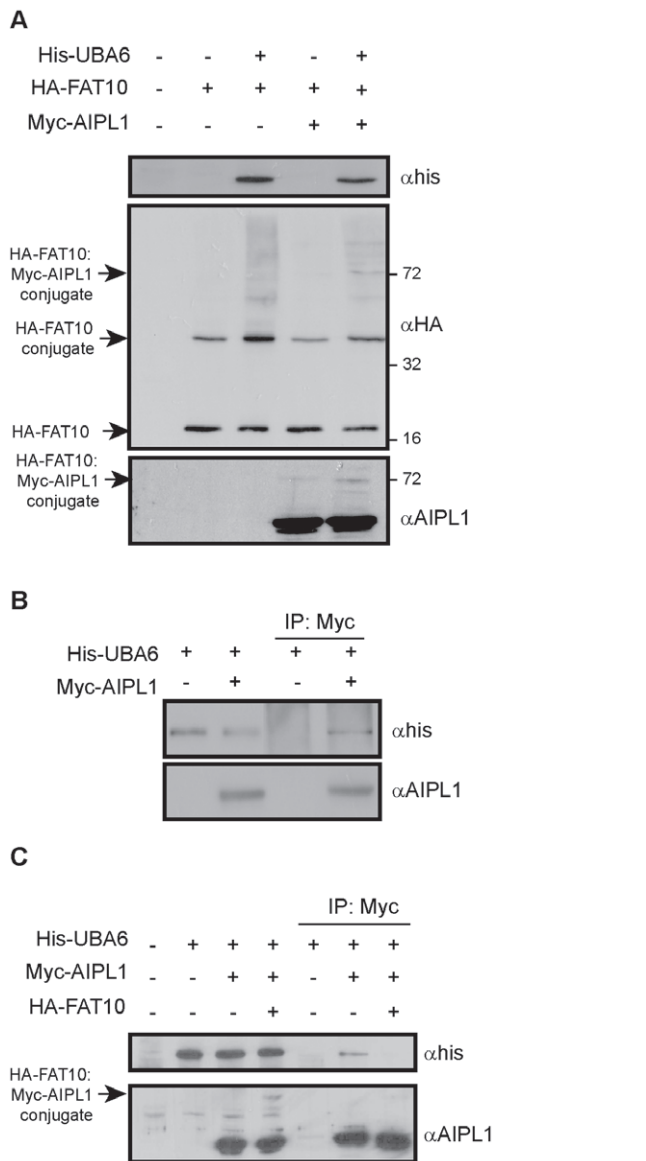 A
His-UBA6 - - + - +
HA-FAT10 - + + + +
Myc-AIPL1 - - - + +
αhis
HA-FAT10:
Myc-AIPL1
conjugate
72
HA-FAT10
conjugate
αHA
32
HA-FAT10
16
HA-FAT10:
Myc-AIPL1
conjugate
72
αAIPL1
B
IP: Myc
His-UBA6 + + + +
Myc-AIPL1 - + - +
αhis
αAIPL1
C
IP: Myc
His-UBA6 - + + + + + +
Myc-AIPL1 - - + + - + +
HA-FAT10 - - - + - - +
αhis
HA-FAT10:
Myc-AIPL1
conjugate
αAIPL1